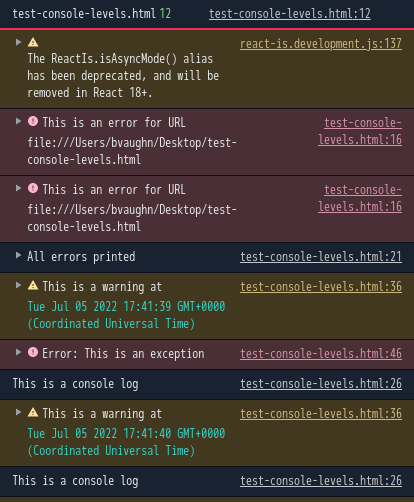 test-console-levels.html 12 test-console-levels.html:12
react-is.development.js:137
The ReactIs.isAsyncMode() alias
has been deprecated, and will be
removed in React 18+.
This is an error for URL test-console-
levels.html:16
file:///Users/bvaughn/Desktop/test-
console-levels.html
This is an error for URL test-console-
levels.html:16
file:///Users/bvaughn/Desktop/test-
console-levels.html
All errors printed test-console-levels.html:21
This is a warning at test-console-levels.html:36
Tue Jul 05 2022 17:41:39 GMT+0000
(Coordinated Universal Time)
Error: This is an exception test-console-levels.html:46
This is a console log test-console-levels.html:26
This is a warning at test-console-levels.html:36
Tue Jul 05 2022 17:41:40 GMT+0000
(Coordinated Universal Time)
This is a console log test-console-levels.html:26